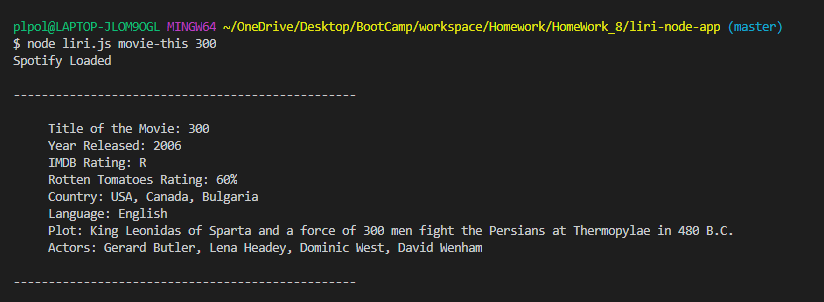 plpol@LAPTOP-JLOM9OGL MINGW64 ~/OneDrive/Desktop/BootCamp/workspace/Homework/HomeWork_8/liri-node-app (master)
$ node liri.js movie-this 300
Spotify Loaded
-------------------------------------------------
Title of the Movie: 300
Year Released: 2006
IMDB Rating: R
Rotten Tomatoes Rating: 60%
Country: USA, Canada, Bulgaria
Language: English
Plot: King Leonidas of Sparta and a force of 300 men fight the Persians at Thermopylae in 480 B.C.
Actors: Gerard Butler, Lena Headey, Dominic West, David Wenham
-------------------------------------------------